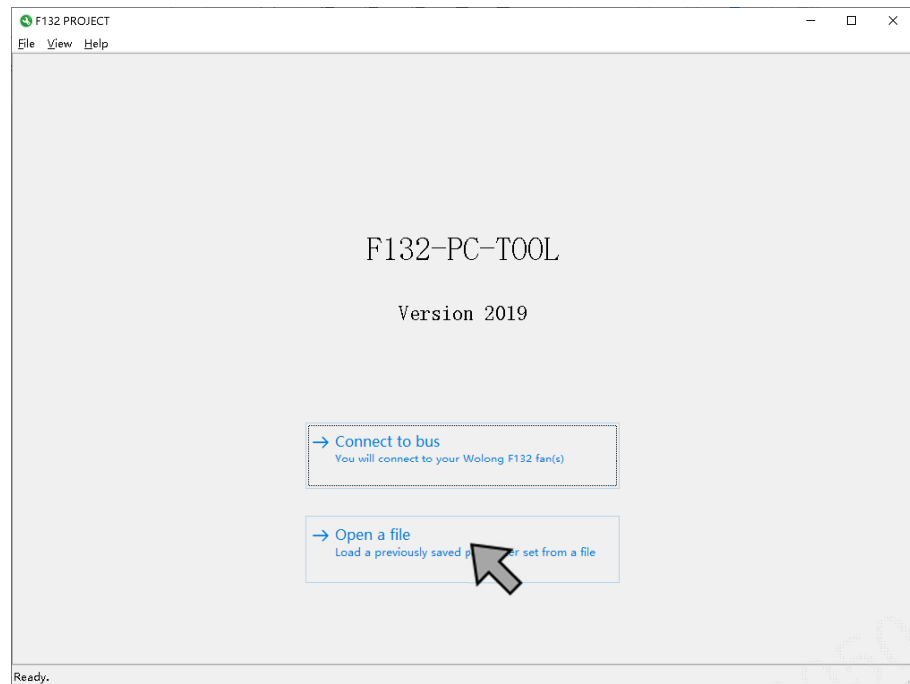 F132 PROJECT
File View Help
F132-PC-TOOL
Version 2019
Connect to bus
You will connect to your Wolong F132 fan(s)
Open a file
Load a previously saved set from a file
Ready.